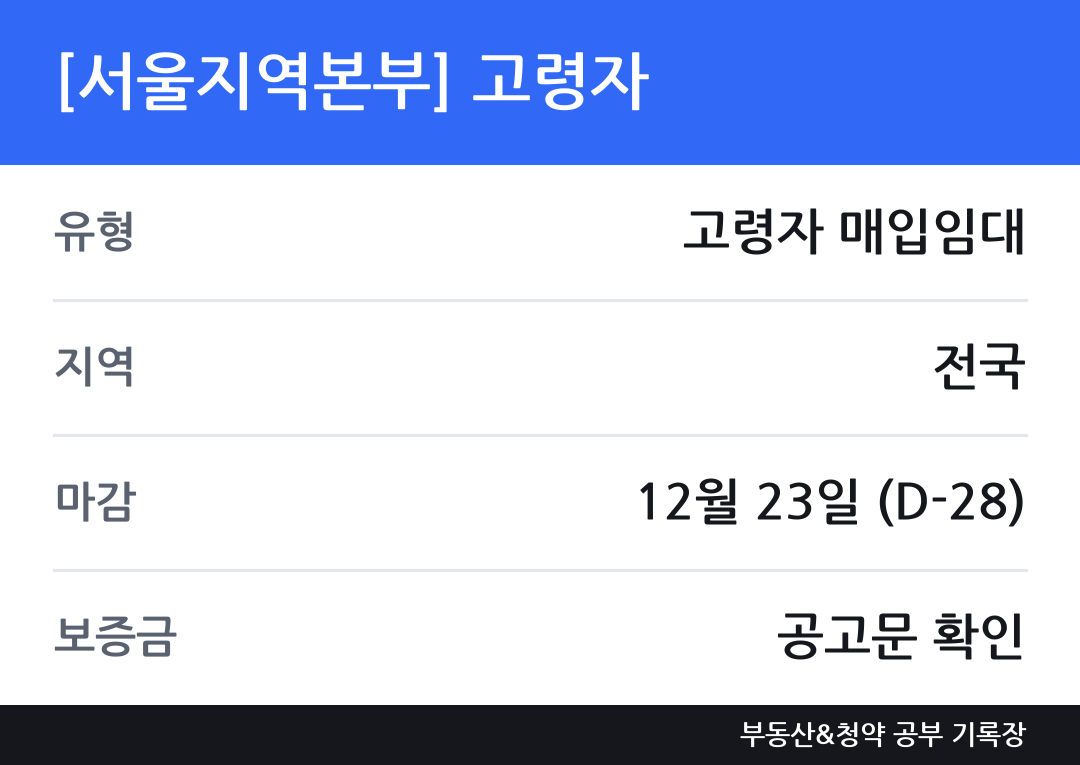 [서울지역본부] 고령자
유형 고령자 매입임대
지역 전국
마감 12월 23일 (D-28)
보증금 공고문 확인
부동산&청약 공부 기록장